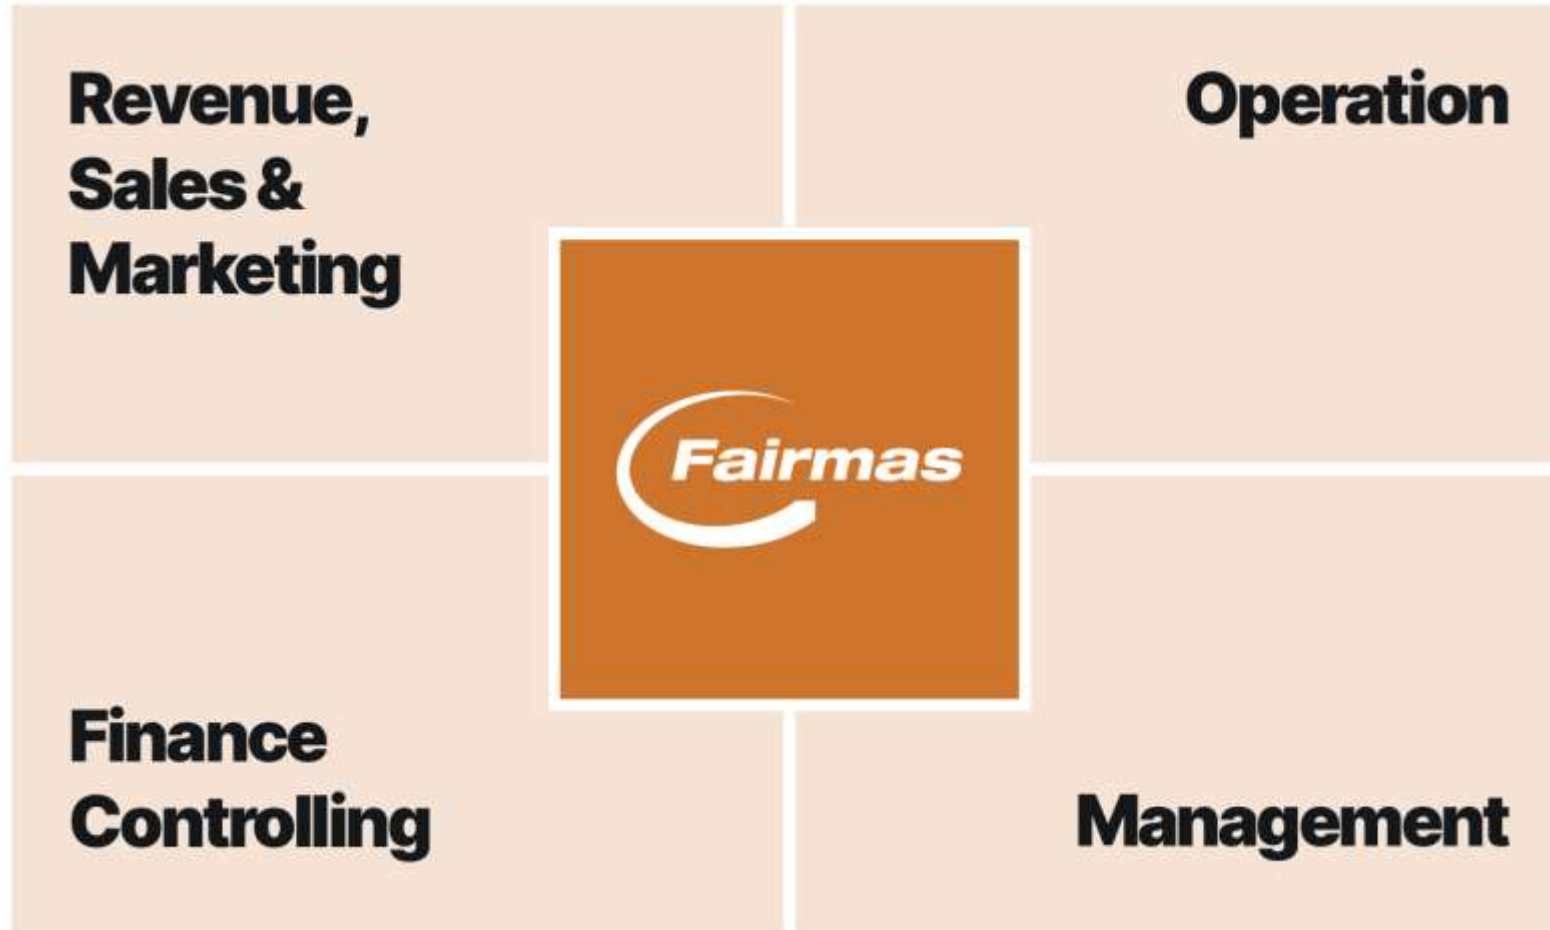 Revenue,
Sales &
Marketing
Operation
Fairmas
Finance
Controlling
Management